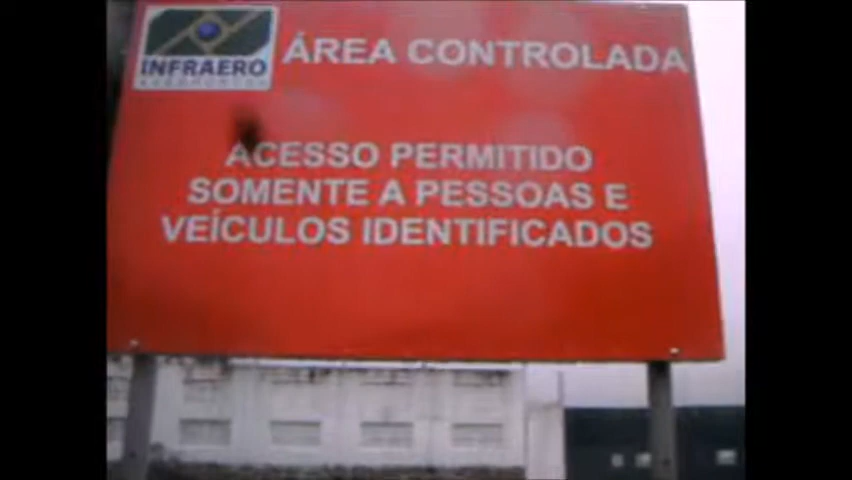 INFRAERO
ÁREA CONTROLADA
ACESSO PERMITIDO
SOMENTE A PESSOAS E
VEÍCULOS IDENTIFICADOS